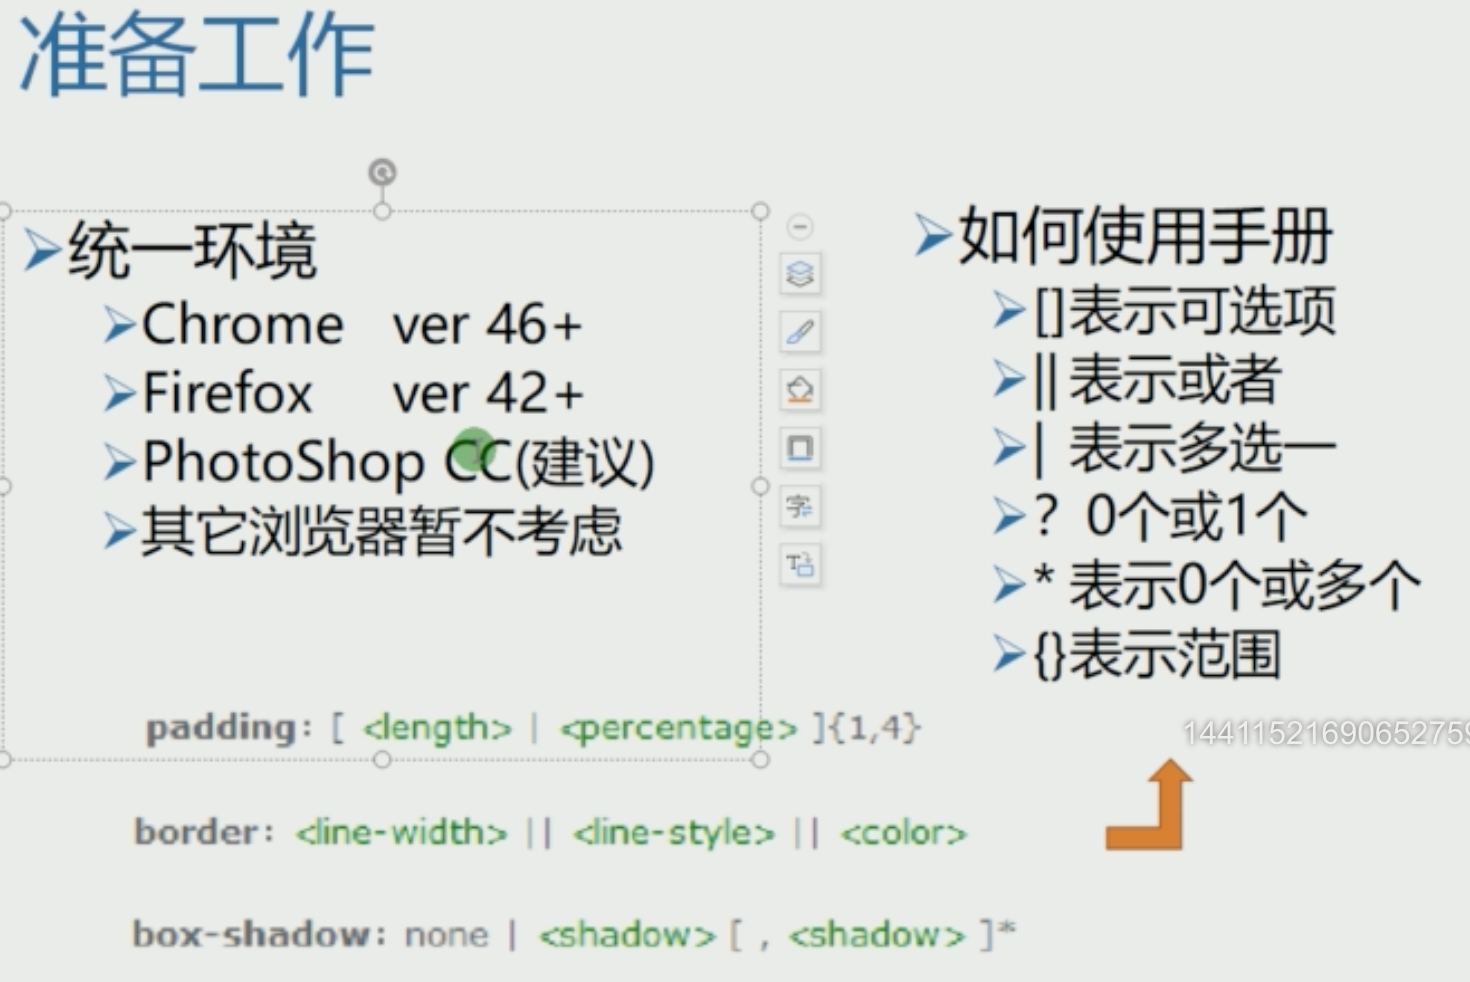 准备工作
统一环境
Chrome ver 46+
Firefox ver 42+
PhotoShop CC(建议)
其它浏览器暂不考虑
如何使用手册
[]表示可选项
||表示或者
| 表示多选一
? 0个或1个
* 表示0个或多个
{}表示范围
padding: [ <length> | <percentage> ]{1,4}
border: <line-width> || <line-style> || <color>
box-shadow: none | <shadow> [ , <shadow> ]*
字
T